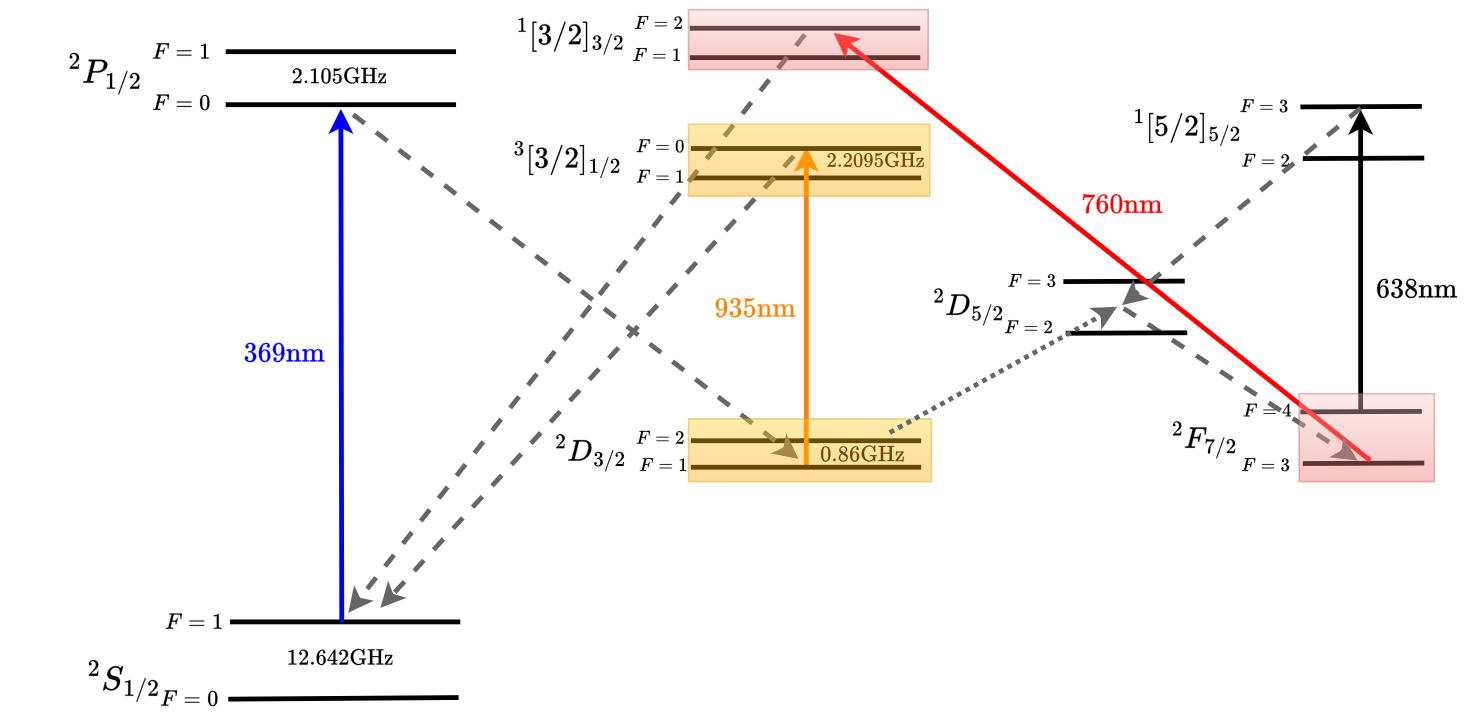 F = 1
²P₁/₂
2.105GHz
F = 0
¹[3/2]₃/₂
F = 2
F = 1
³[3/2]₁/₂
F = 0
2.2095GHz
F = 1
¹[5/2]₅/₂
F = 3
F = 2
760nm
²D₅/₂
F = 3
F = 2
638nm
935nm
369nm
²D₃/₂
F = 2
0.86GHz
F = 1
²F₇/₂
F = 4
F = 3
F = 1
12.642GHz
²S₁/₂
F = 0